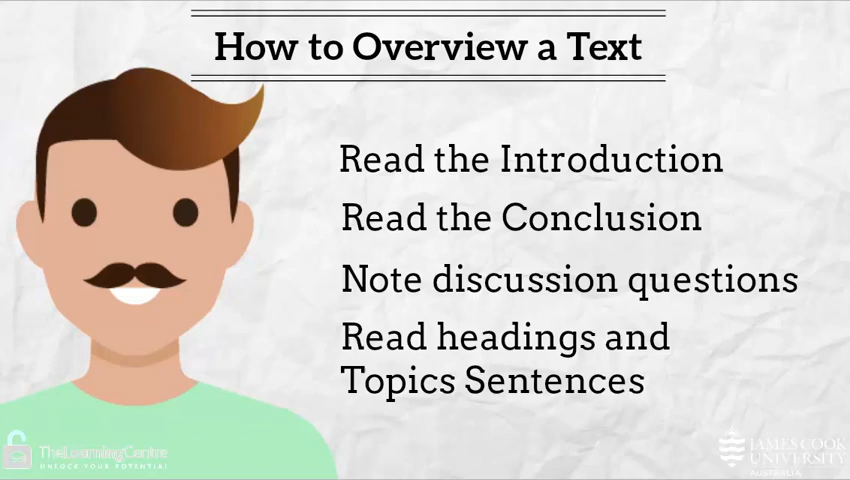 How to Overview a Text
Read the Introduction
Read the Conclusion
Note discussion questions
Read headings and
Topics Sentences
TheLearningCentre
UNLOCK YOUR POTENTIAL
JAMES COOK
UNIVERSITY
AUSTRALIA